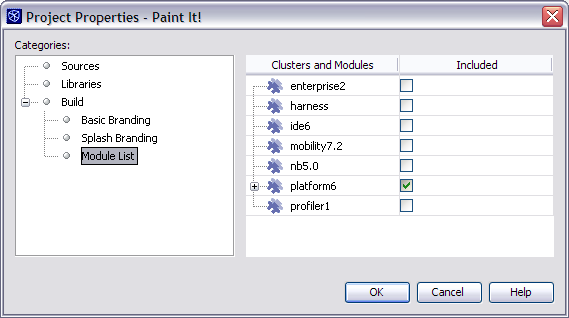 Project Properties - Paint It!
Categories:
Sources
Libraries
Build
Basic Branding
Splash Branding
Module List
Clusters and Modules Included
enterprise2
harness
ide6
mobility7.2
nb5.0
platform6
profiler1
OK Cancel Help